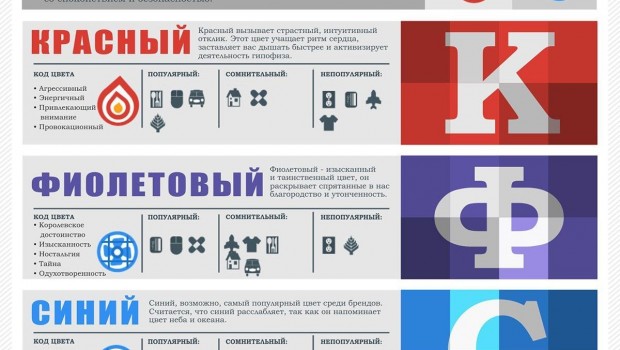 КРАСНЫЙ
Красный вызывает страстный, интуитивный
отклик. Этот цвет учащает ритм сердца,
заставляет вас дышать быстрее и активизирует
деятельность гипофиза.
КОД ЦВЕТА
• Агрессивный
• Энергичный
• Привлекающий
внимание
• Провокационный
ПОПУЛЯРНЫЙ:
СОМНИТЕЛЬНЫЙ:
НЕПОПУЛЯРНЫЙ:
К
ФИОЛЕТОВЫЙ
Фиолетовый - изысканный
и таинственный цвет, он
раскрывает спрятанные в нас
благородство и утонченность.
КОД ЦВЕТА
• Королевское
достоинство
• Изысканность
• Ностальгия
• Тайна
• Одухотворенность
ПОПУЛЯРНЫЙ:
СОМНИТЕЛЬНЫЙ:
НЕПОПУЛЯРНЫЙ:
Ф
СИНИЙ
Синий, возможно, самый популярный цвет среди брендов.
Считается, что синий расслабляет, так как он напоминает
цвет неба и океана.
КОД ЦВЕТА
ПОПУЛЯРНЫЙ:
СОМНИТЕЛЬНЫЙ:
НЕПОПУЛЯРНЫЙ:
С